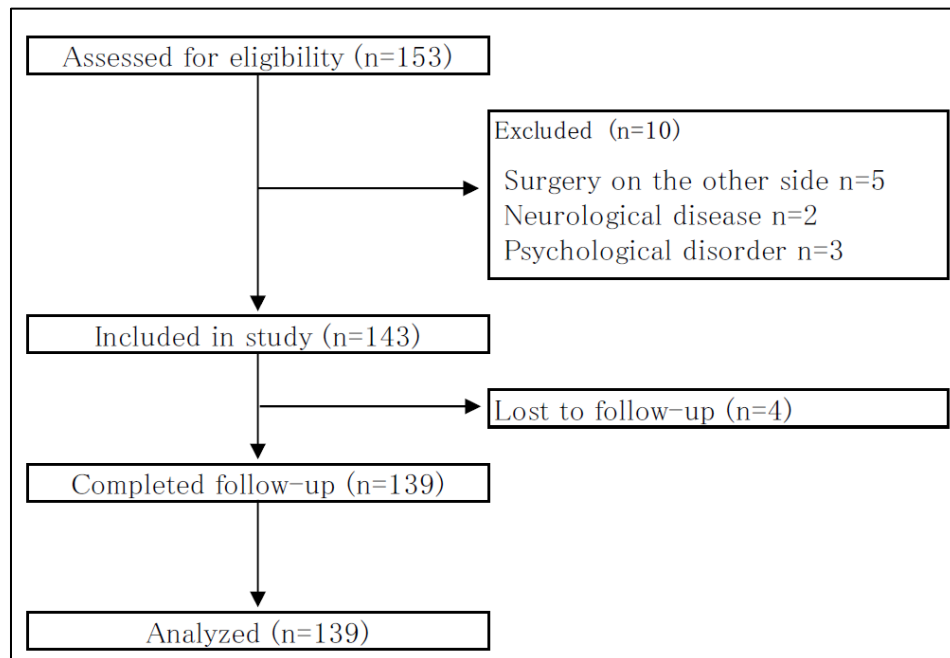 Assessed for eligibility (n=153)
Excluded (n=10)
Surgery on the other side n=5
Neurological disease n=2
Psychological disorder n=3
Included in study (n=143)
Lost to follow-up (n=4)
Completed follow-up (n=139)
Analyzed (n=139)